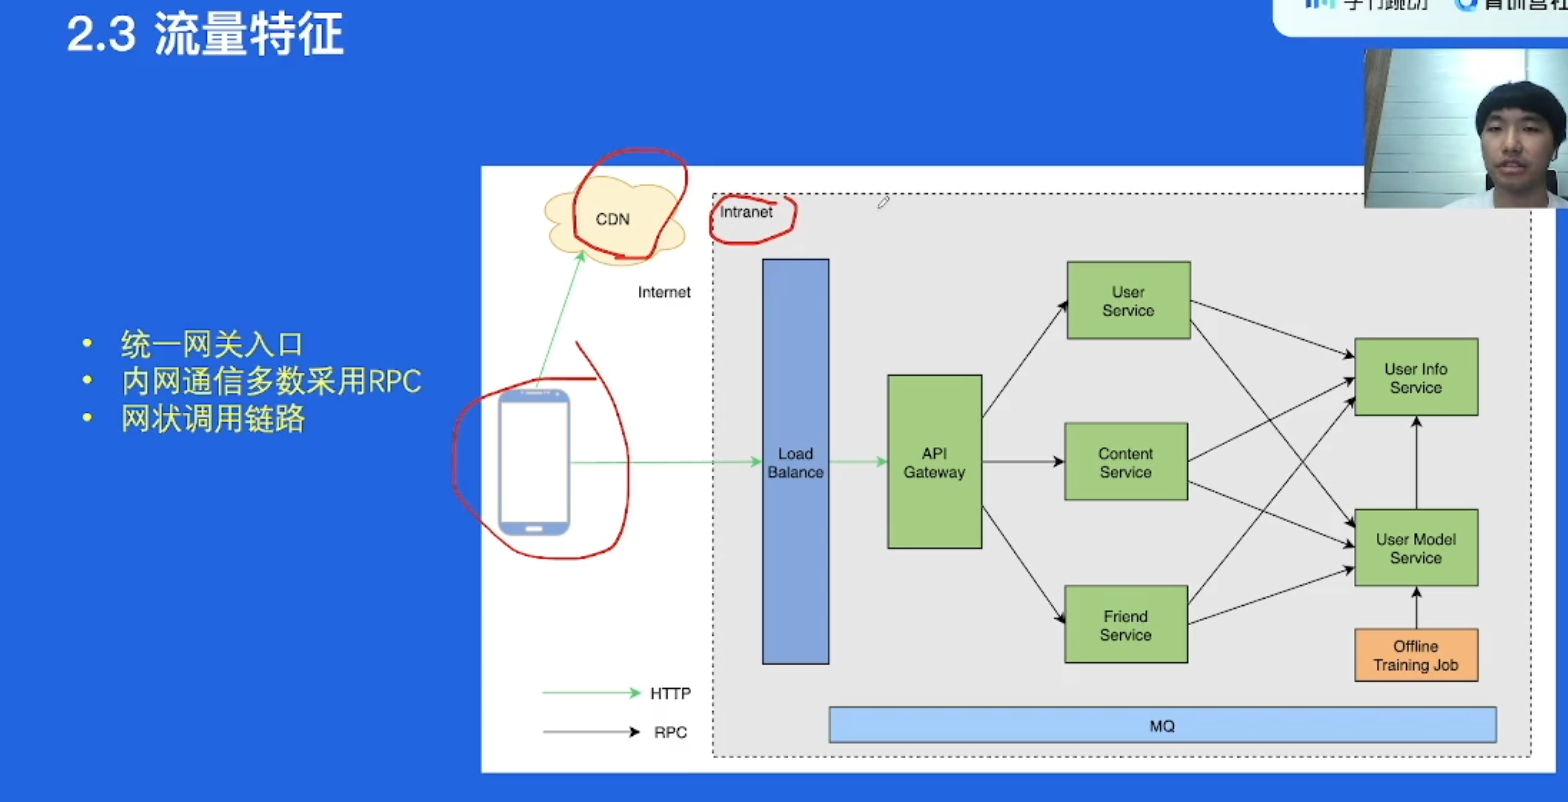 2.3 流量特征
• 统一网关入口
• 内网通信多数采用RPC
• 网状调用链路
CDN
Internet
Intranet
Load
Balance
API
Gateway
User
Service
Content
Service
Friend
Service
User Info
Service
User Model
Service
Offline
Training Job
MQ
HTTP
RPC